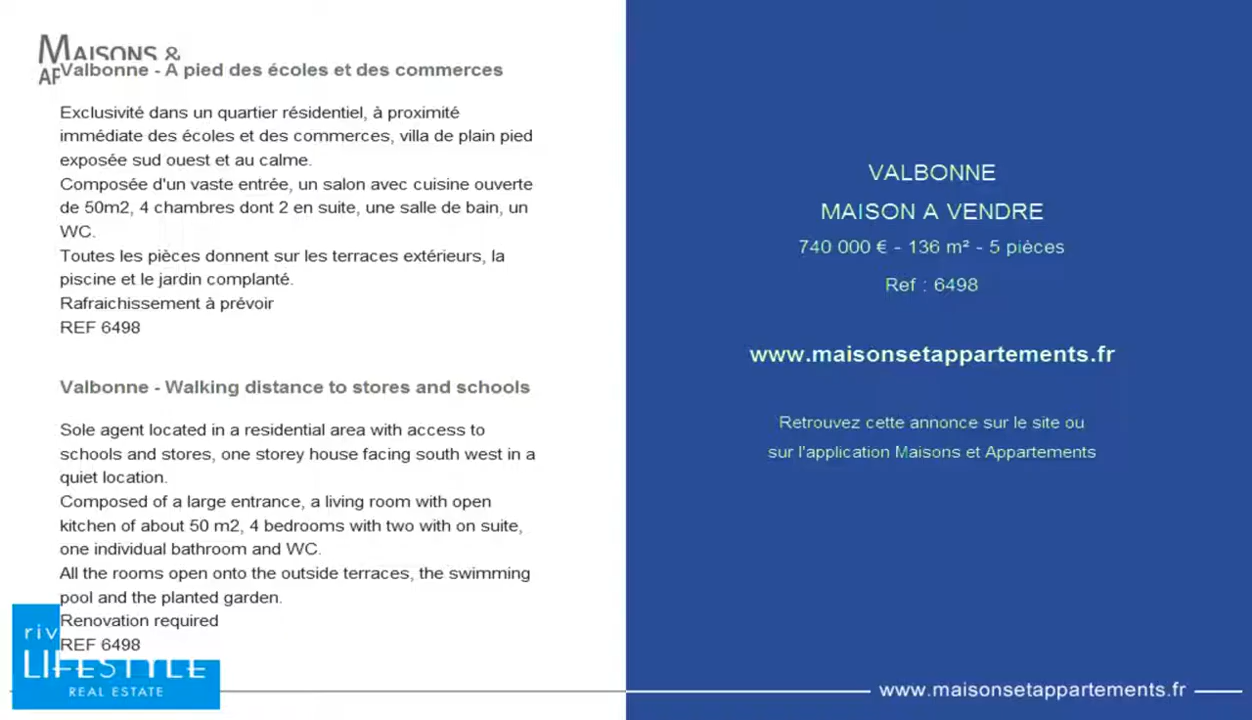 MAISONS &
AP
Valbonne - A pied des écoles et des commerces
Exclusivité dans un quartier résidentiel, à proximité
immédiate des écoles et des commerces, villa de plain pied
exposée sud ouest et au calme.
Composée d'un vaste entrée, un salon avec cuisine ouverte
de 50m2, 4 chambres dont 2 en suite, une salle de bain, un
WC.
Toutes les pièces donnent sur les terraces extérieurs, la
piscine et le jardin complanté.
Rafraichissement à prévoir
REF 6498
Valbonne - Walking distance to stores and schools
Sole agent located in a residential area with access to
schools and stores, one storey house facing south west in a
quiet location.
Composed of a large entrance, a living room with open
kitchen of about 50 m2, 4 bedrooms with two with on suite,
one individual bathroom and WC.
All the rooms open onto the outside terraces, the swimming
pool and the planted garden.
Renovation required
REF 6498
riv
LIFESTYLE
REAL ESTATE
VALBONNE
MAISON A VENDRE
740 000 € - 136 m² - 5 pièces
Ref : 6498
www.maisonsetappartements.fr
Retrouvez cette annonce sur le site ou
sur l'application Maisons et Appartements
www.maisonsetappartements.fr